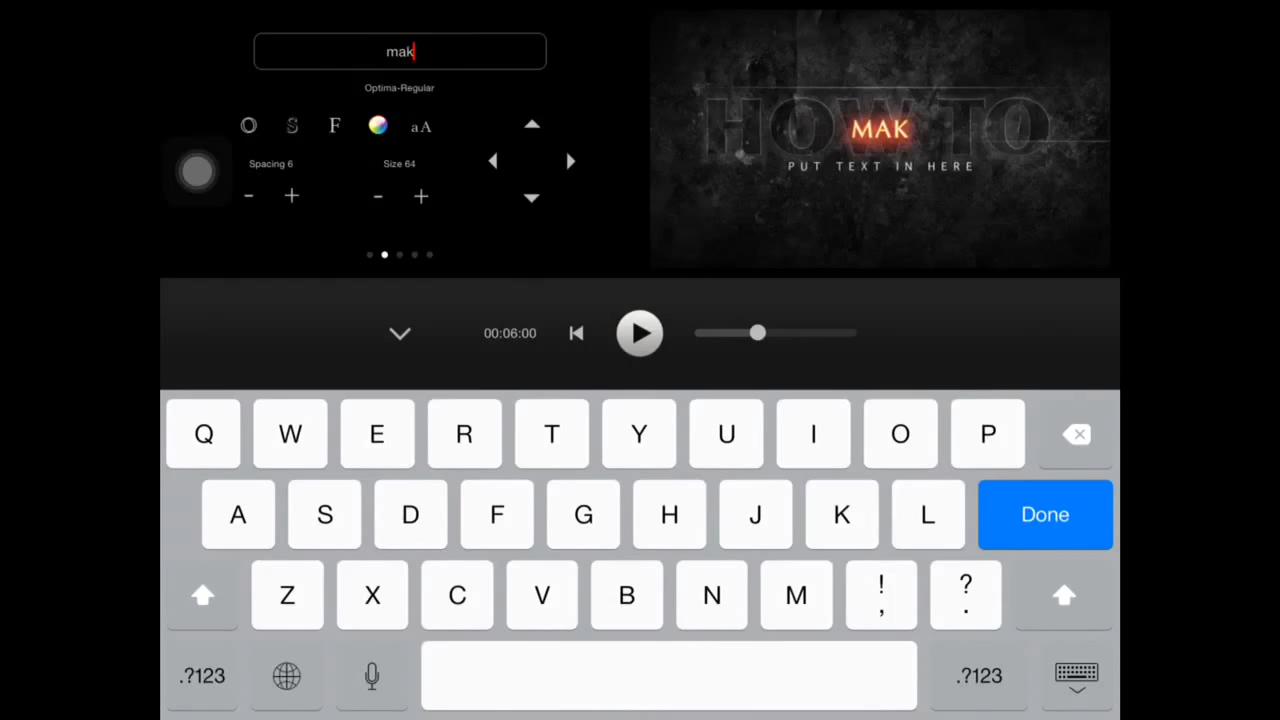 mak
Optima-Regular
O S F aA
Spacing 6 Size 64
- + - +
HOW TO
MAK
PUT TEXT IN HERE
00:06:00
Q W E R T Y U I O P
A S D F G H J K L Done
Z X C V B N M ! , ? .
.?123 .?123